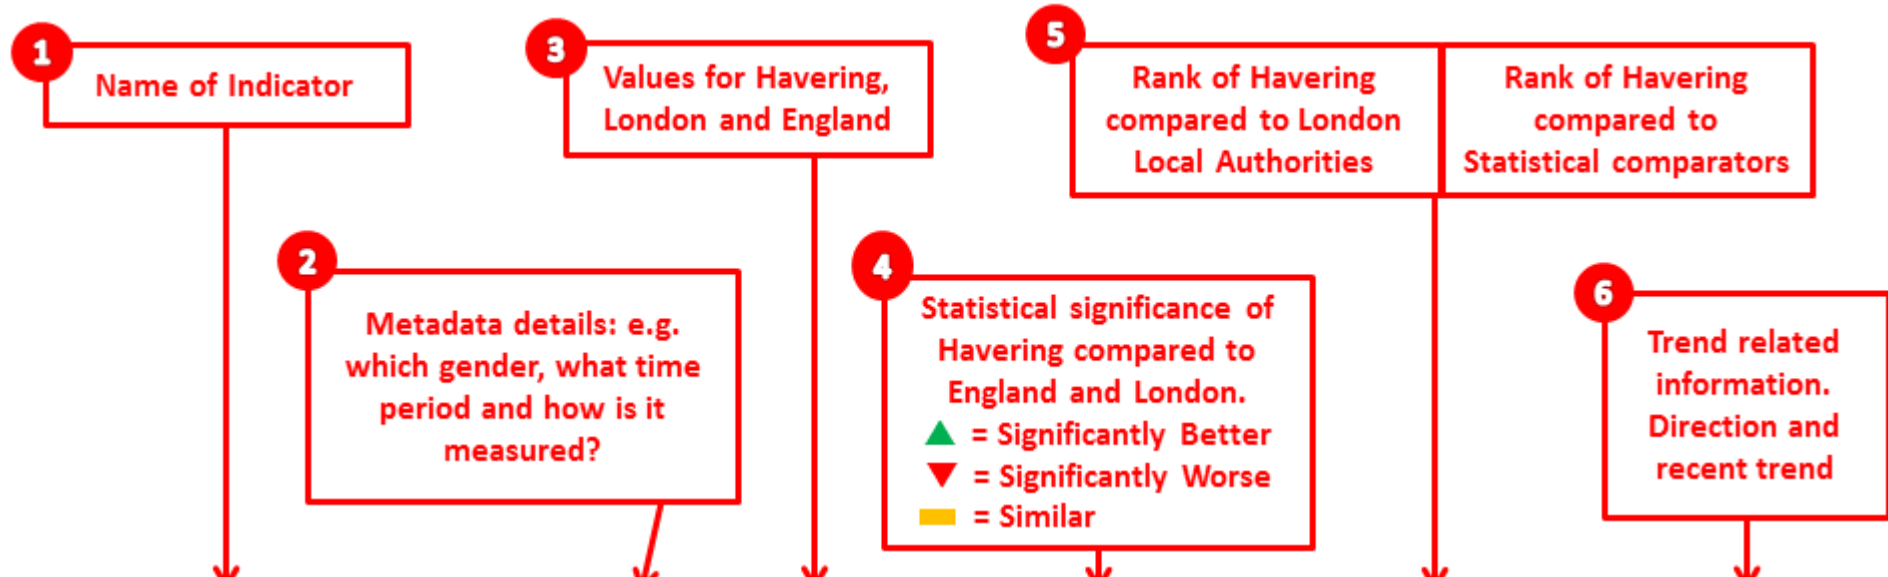 1
Name of Indicator
2
Metadata details: e.g.
which gender, what time
period and how is it
measured?
3
Values for Havering,
London and England
4
Statistical significance of
Havering compared to
England and London.
= Significantly Better
= Significantly Worse
= Similar
5
Rank of Havering
compared to London
Local Authorities
Rank of Havering
compared to
Statistical comparators
6
Trend related
information.
Direction and
recent trend